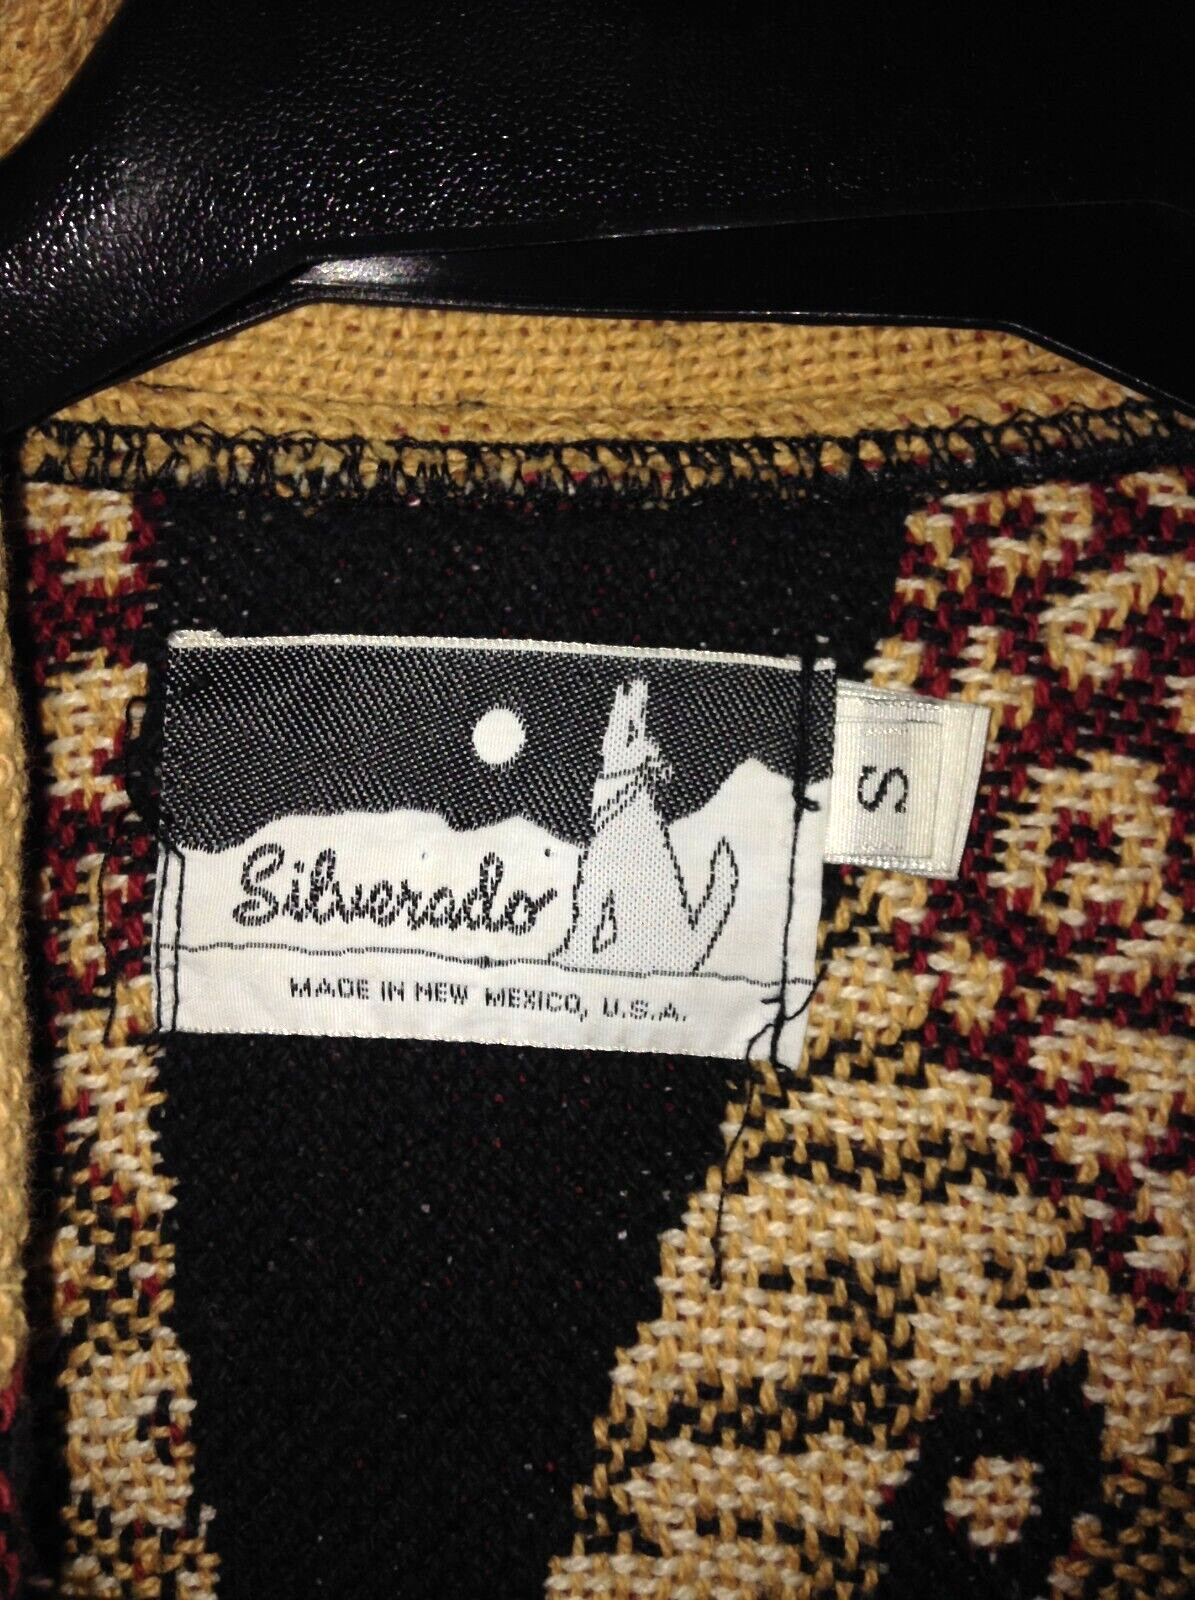 Silverado
MADE IN NEW MEXICO, U.S.A.
S